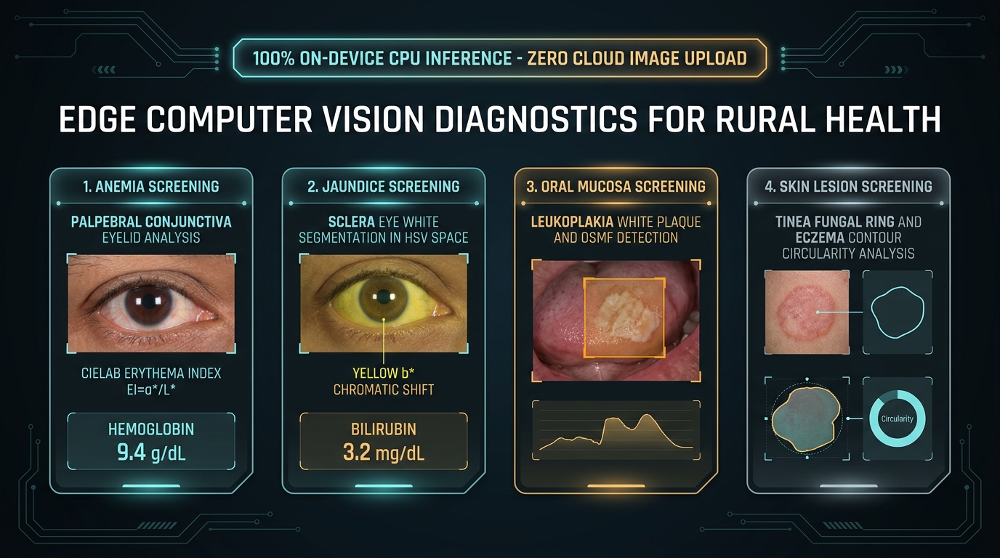 100% ON-DEVICE CPU INFERENCE - ZERO CLOUD IMAGE UPLOAD
EDGE COMPUTER VISION DIAGNOSTICS FOR RURAL HEALTH
1. ANEMIA SCREENING
PALPEBRAL CONJUNCTIVA
EYELID ANALYSIS
CIELAB ERYTHEMA INDEX
EI=a*/L*
HEMOGLOBIN
9.4 g/dL
2. JAUNDICE SCREENING
SCLERA EYE WHITE
SEGMENTATION IN HSV SPACE
YELLOW b*
CHROMATIC SHIFT
BILIRUBIN
3.2 mg/dL
3. ORAL MUCOSA SCREENING
LEUKOPLAKIA WHITE PLAQUE
AND OSMF DETECTION
4. SKIN LESION SCREENING
TINEA FUNGAL RING AND
ECZEMA CONTOUR
CIRCULARITY ANALYSIS
Circularity